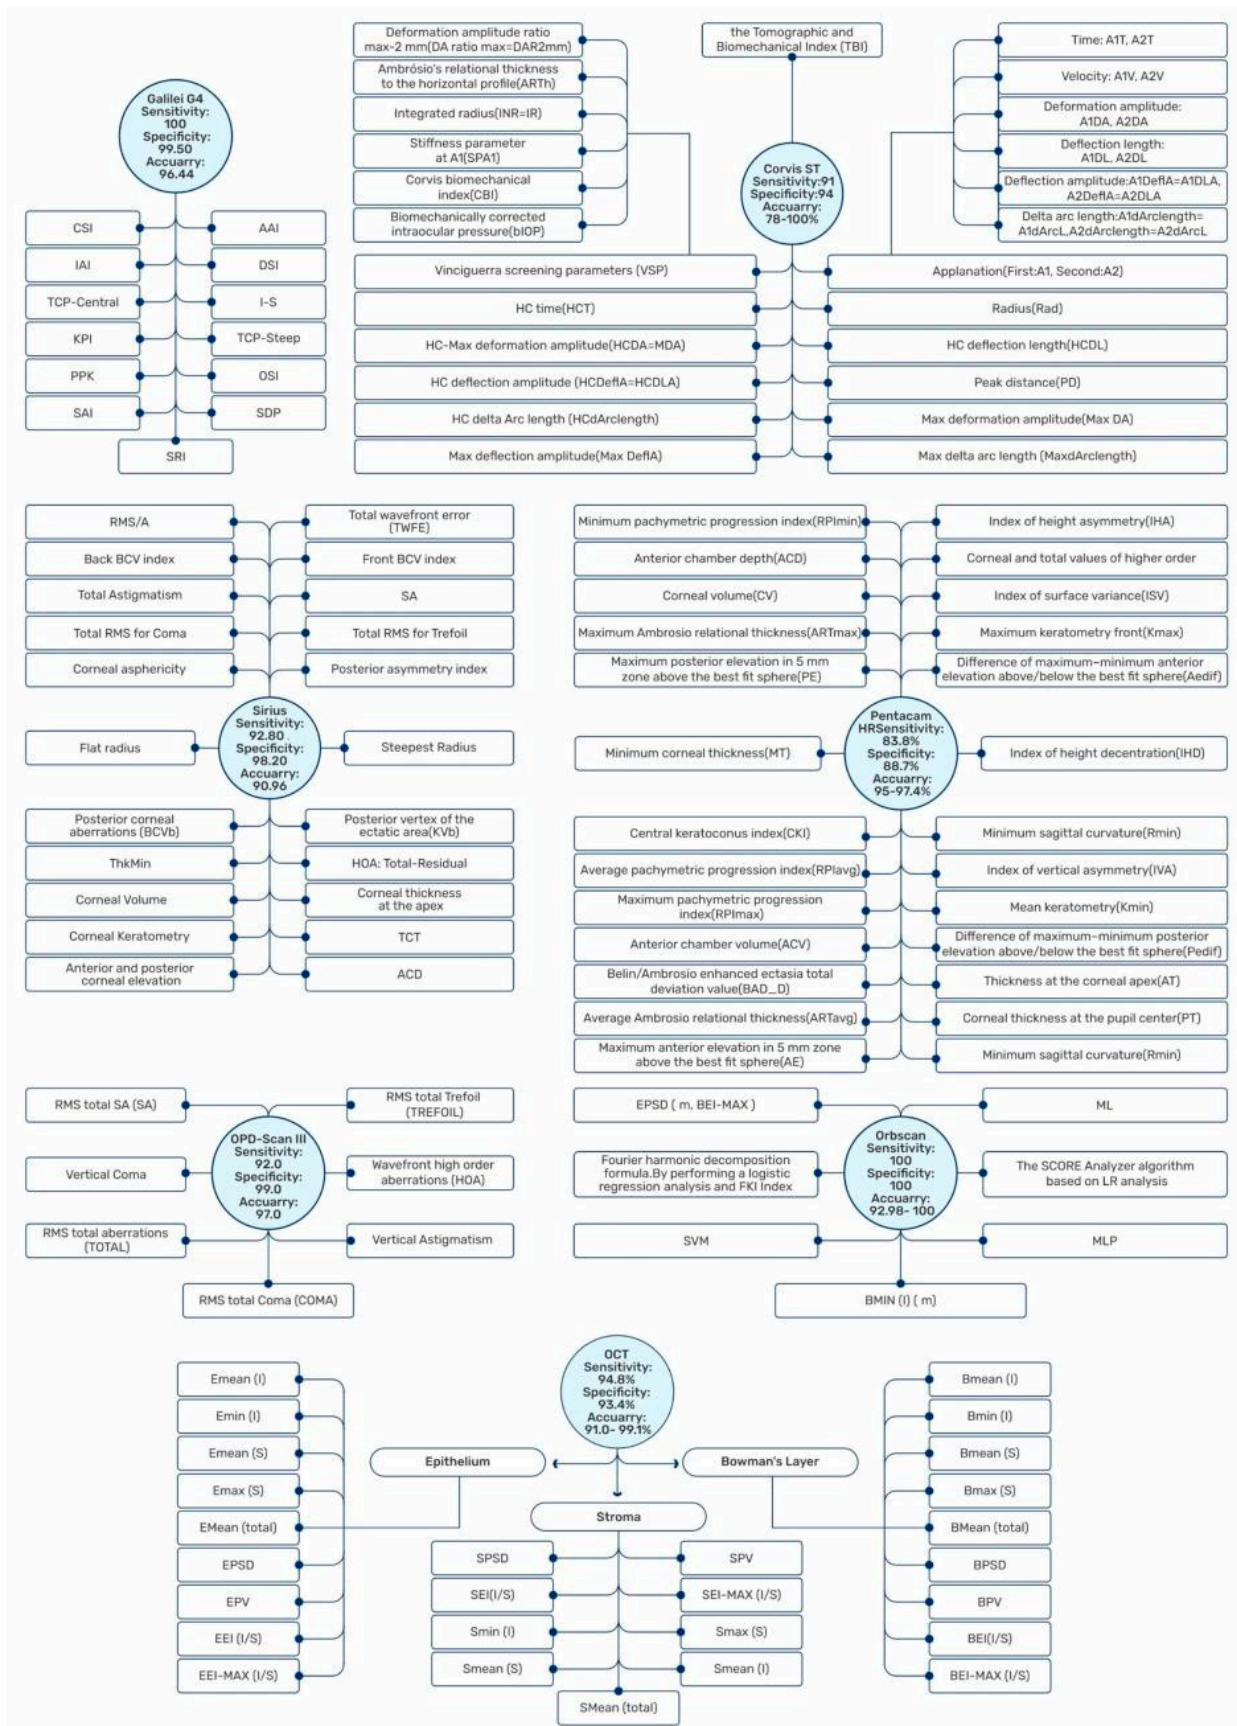 Galilei G4
Sensitivity:
100
Specificity:
99.50
Accuarry:
96.44
CSI
AAI
IAI
DSI
TCP-Central
I-S
KPI
TCP-Steep
PPK
OSI
SAI
SDP
SRI
Deformation amplitude ratio
max-2 mm(DA ratio max=DAR2mm)
Ambrósio's relational thickness
to the horizontal profile(ARTh)
Integrated radius(INR=IR)
Stiffness parameter
at A1(SPA1)
Corvis biomechanical
index(CBI)
Biomechanically corrected
intraocular pressure(bIOP)
the Tomographic and
Biomechanical Index (TBI)
Corvis ST
Sensitivity:91
Specificity:94
Accuarry:
78-100%
Time: A1T, A2T
Velocity: A1V, A2V
Deformation amplitude:
A1DA, A2DA
Deflection length:
A1DL, A2DL
Deflection amplitude:A1DeflA=A1DLA,
A2DeflA=A2DLA
Delta arc length:A1dArclength=
A1dArcL,A2dArclength=A2dArcL
Vinciguerra screening parameters (VSP)
Applanation(First:A1, Second:A2)
HC time(HCT)
Radius(Rad)
HC-Max deformation amplitude(HCDA=MDA)
HC deflection length(HCDL)
HC deflection amplitude (HCDeflA=HCDLA)
Peak distance(PD)
HC delta Arc length (HCdArclength)
Max deformation amplitude(Max DA)
Max deflection amplitude(Max DeflA)
Max delta arc length (MaxdArclength)
RMS/A
Total wavefront error
(TWFE)
Back BCV index
Front BCV index
Total Astigmatism
SA
Total RMS for Coma
Total RMS for Trefoil
Corneal asphericity
Posterior asymmetry index
Flat radius
Sirius
Sensitivity:
92.80
Specificity:
98.20
Accuarry:
90.96
Steepest Radius
Posterior corneal
aberrations (BCVb)
Posterior vertex of the
ectatic area(KVb)
ThkMin
HOA: Total-Residual
Corneal Volume
Corneal thickness
at the apex
Corneal Keratometry
TCT
Anterior and posterior
corneal elevation
ACD
Minimum pachymetric progression index(RPImin)
Index of height asymmetry(IHA)
Anterior chamber depth(ACD)
Corneal and total values of higher order
Corneal volume(CV)
Index of surface variance(ISV)
Maximum Ambrosio relational thickness(ARTmax)
Maximum keratometry front(Kmax)
Maximum posterior elevation in 5 mm
zone above the best fit sphere(PE)
Difference of maximum–minimum anterior
elevation above/below the best fit sphere(Aedif)
Minimum corneal thickness(MT)
Pentacam
HRSensitivity:
83.8%
Specificity:
88.7%
Accuarry:
95-97.4%
Index of height decentration(IHD)
Central keratoconus index(CKI)
Minimum sagittal curvature(Rmin)
Average pachymetric progression index(RPIavg)
Index of vertical asymmetry(IVA)
Maximum pachymetric progression
index(RPImax)
Mean keratometry(Kmin)
Anterior chamber volume(ACV)
Difference of maximum–minimum posterior
elevation above/below the best fit sphere(Pedif)
Belin/Ambrosio enhanced ectasia total
deviation value(BAD_D)
Thickness at the corneal apex(AT)
Average Ambrosio relational thickness(ARTavg)
Corneal thickness at the pupil center(PT)
Maximum anterior elevation in 5 mm zone
above the best fit sphere(AE)
Minimum sagittal curvature(Rmin)
RMS total SA (SA)
RMS total Trefoil
(TREFOIL)
Vertical Coma
OPD-Scan III
Sensitivity:
92.0
Specificity:
99.0
Accuarry:
97.0
Wavefront high order
aberrations (HOA)
RMS total aberrations
(TOTAL)
Vertical Astigmatism
RMS total Coma (COMA)
EPSD ( m, BEI-MAX )
ML
Fourier harmonic decomposition
formula.By performing a logistic
regression analysis and FKI Index
Orbscan
Sensitivity:
100
Specificity:
100
Accuarry:
92.98- 100
The SCORE Analyzer algorithm
based on LR analysis
SVM
MLP
BMIN (I) ( m)
OCT
Sensitivity:
94.8%
Specificity:
93.4%
Accuarry:
91.0- 99.1%
Epithelium
Bowman's Layer
Stroma
Emean (I)
Emin (I)
Emean (S)
Emax (S)
EMean (total)
EPSD
EPV
EEI (I/S)
EEI-MAX (I/S)
SPSD
SPV
SEI(I/S)
SEI-MAX (I/S)
Smin (I)
Smax (S)
Smean (S)
Smean (I)
SMean (total)
Bmean (I)
Bmin (I)
Bmean (S)
Bmax (S)
BMean (total)
BPSD
BPV
BEI(I/S)
BEI-MAX (I/S)